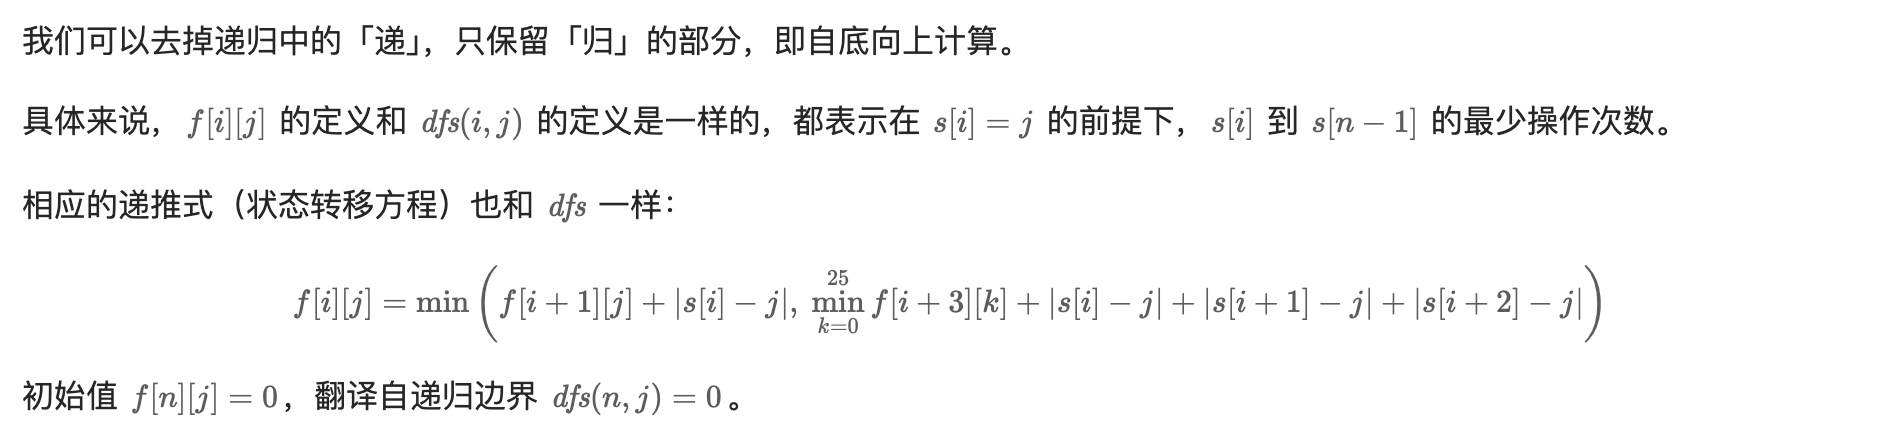 我们可以去掉递归中的「递」，只保留「归」的部分，即自底向上计算。
具体来说，f[i][j] 的定义和 dfs(i, j) 的定义是一样的，都表示在 s[i] = j 的前提下，s[i] 到 s[n − 1] 的最少操作次数。
相应的递推式（状态转移方程）也和 dfs 一样：
f[i][j] = min ( f[i + 1][j] + |s[i] − j|, min_{k=0}^{25} f[i + 3][k] + |s[i] − j| + |s[i + 1] − j| + |s[i + 2] − j| )
初始值 f[n][j] = 0，翻译自递归边界 dfs(n, j) = 0。